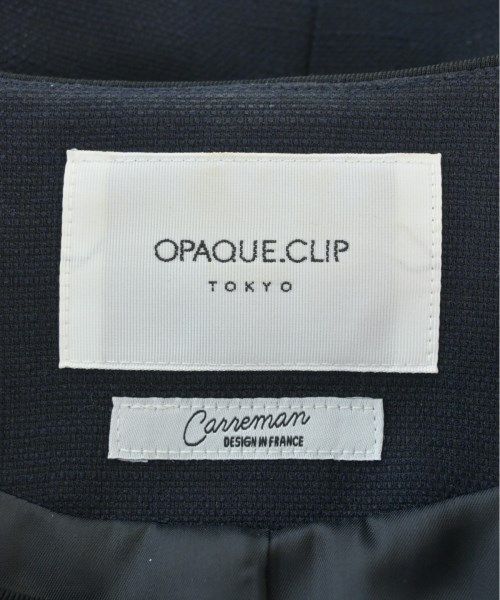 OPAQUE.CLIP
TOKYO
Carreman
DESIGN IN FRANCE